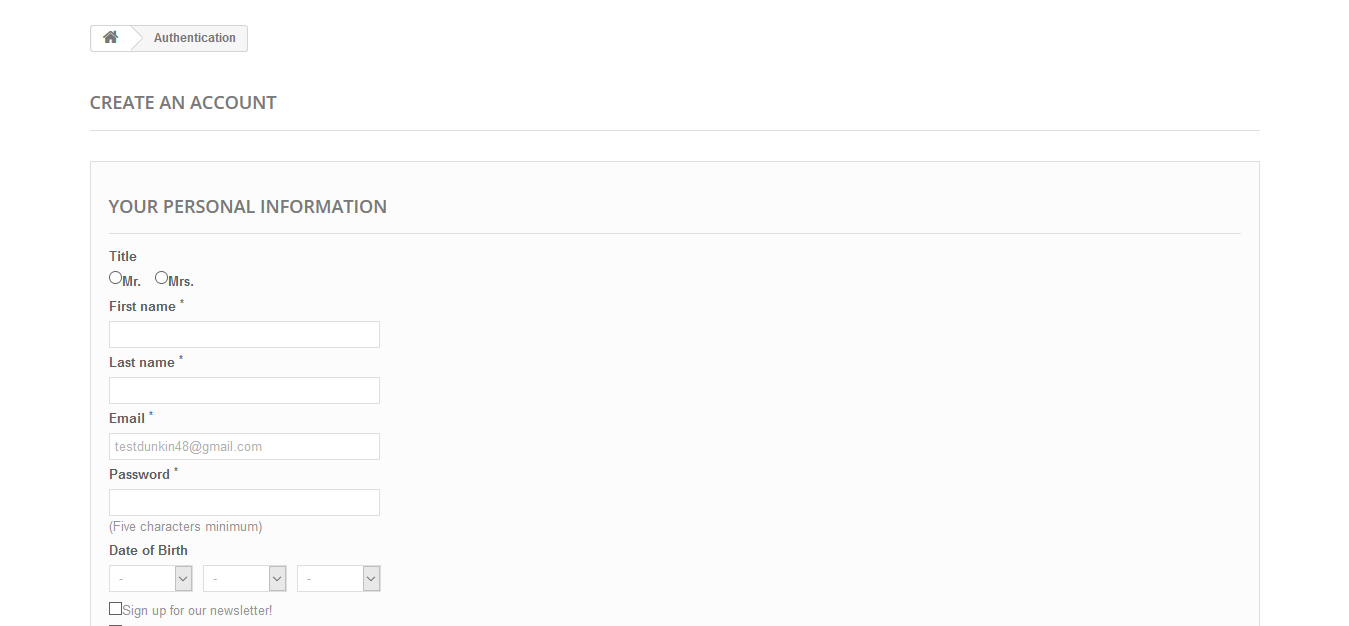 Authentication
CREATE AN ACCOUNT
YOUR PERSONAL INFORMATION
Title
Mr. Mrs.
First name *
Last name *
Email *
testdunkin48@gmail.com
Password *
(Five characters minimum)
Date of Birth
- - -
Sign up for our newsletter!